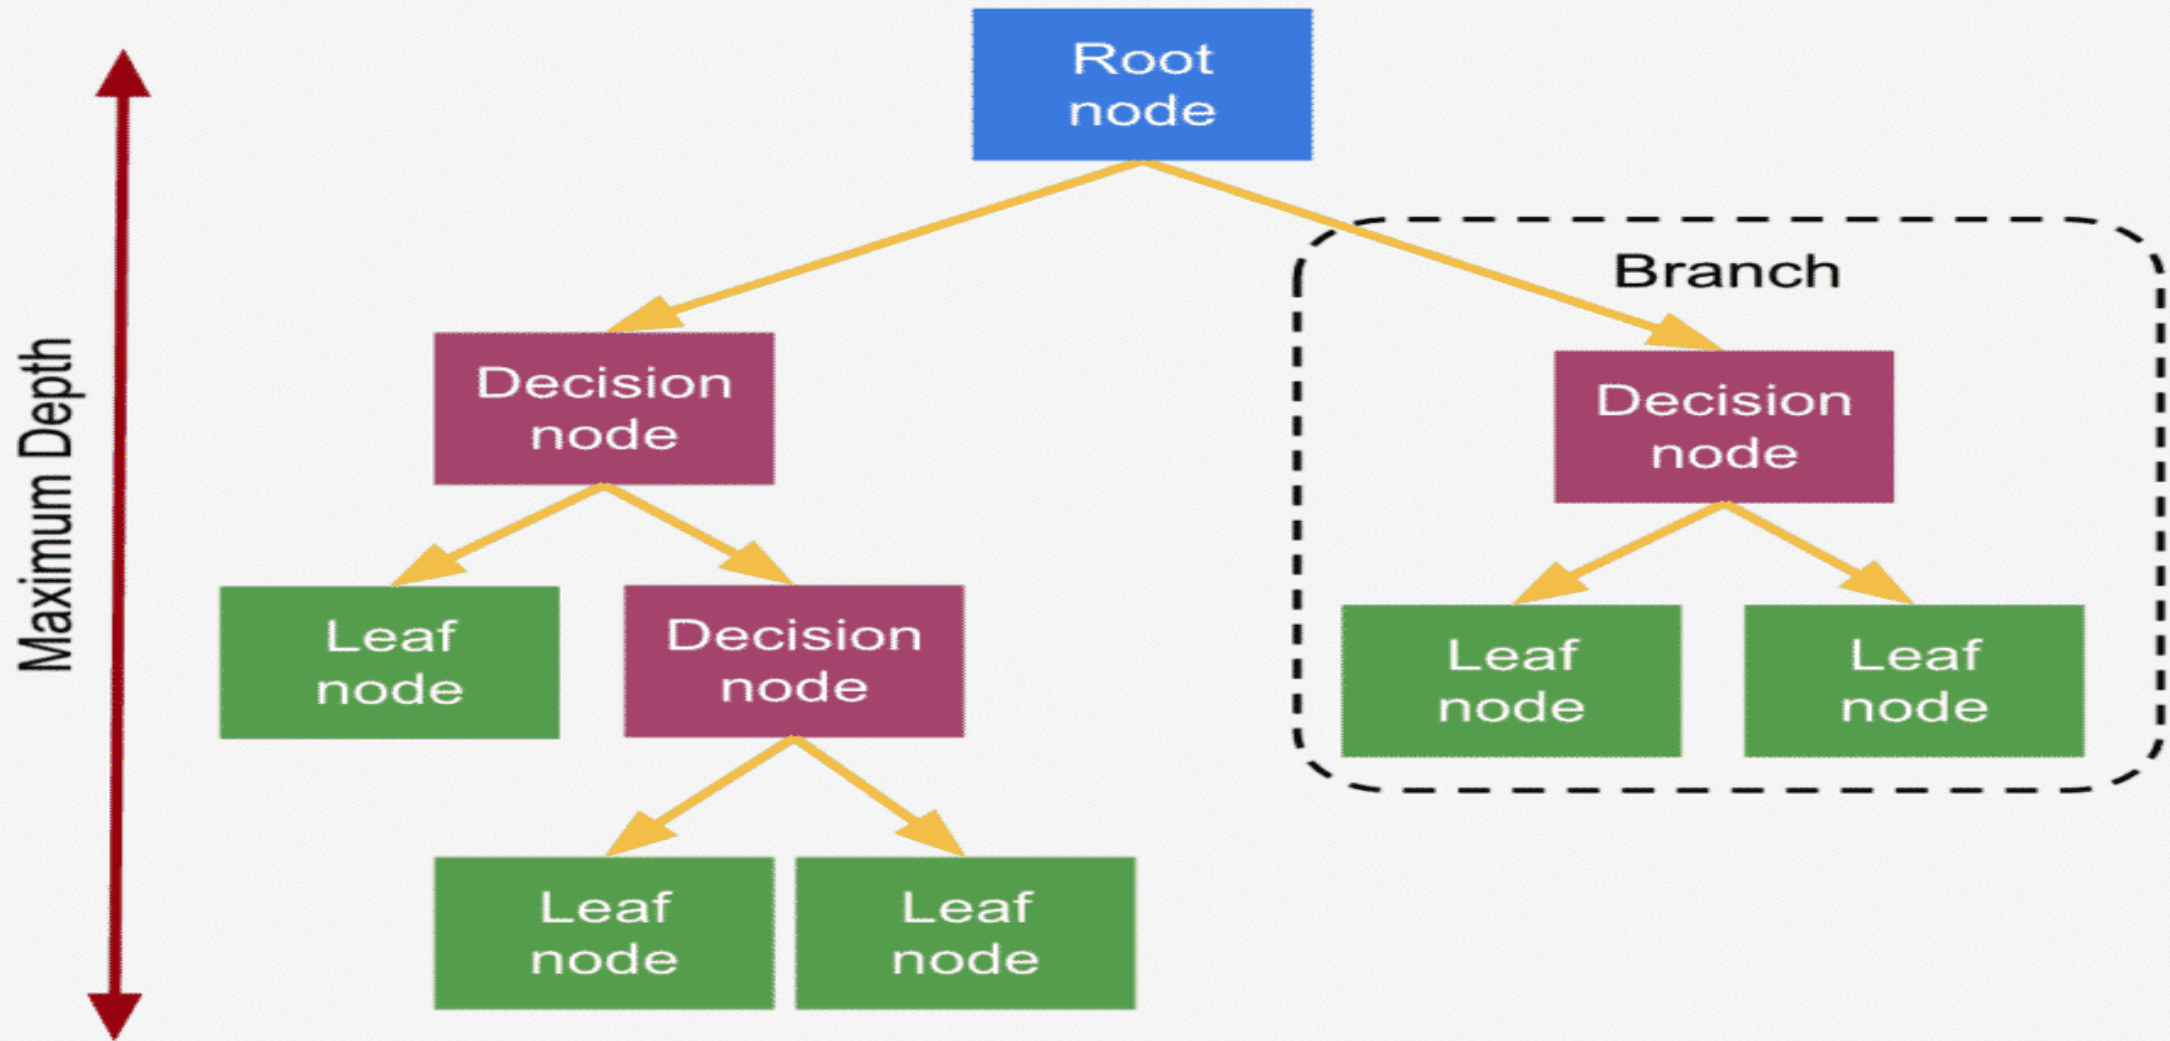 Root
node
Branch
Maximum Depth
Decision
node
Decision
node
Leaf
node
Decision
node
Leaf
node
Leaf
node
Leaf
node
Leaf
node